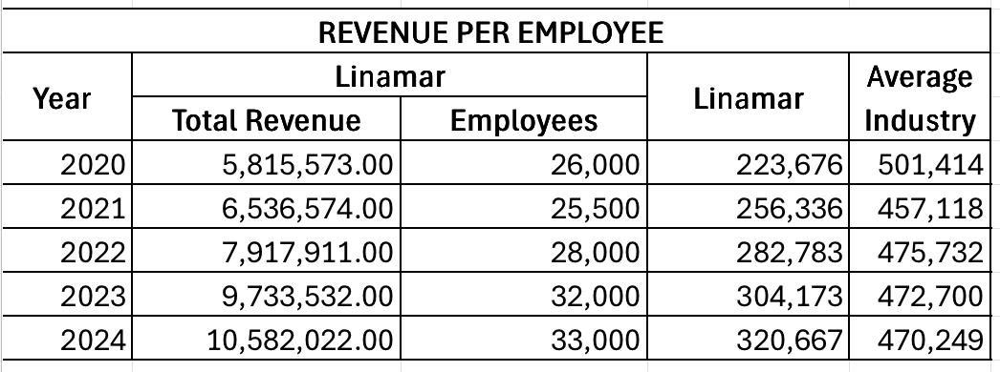 REVENUE PER EMPLOYEE
Year Linamar Linamar Average Industry
Total Revenue Employees
2020 5,815,573.00 26,000 223,676 501,414
2021 6,536,574.00 25,500 256,336 457,118
2022 7,917,911.00 28,000 282,783 475,732
2023 9,733,532.00 32,000 304,173 472,700
2024 10,582,022.00 33,000 320,667 470,249